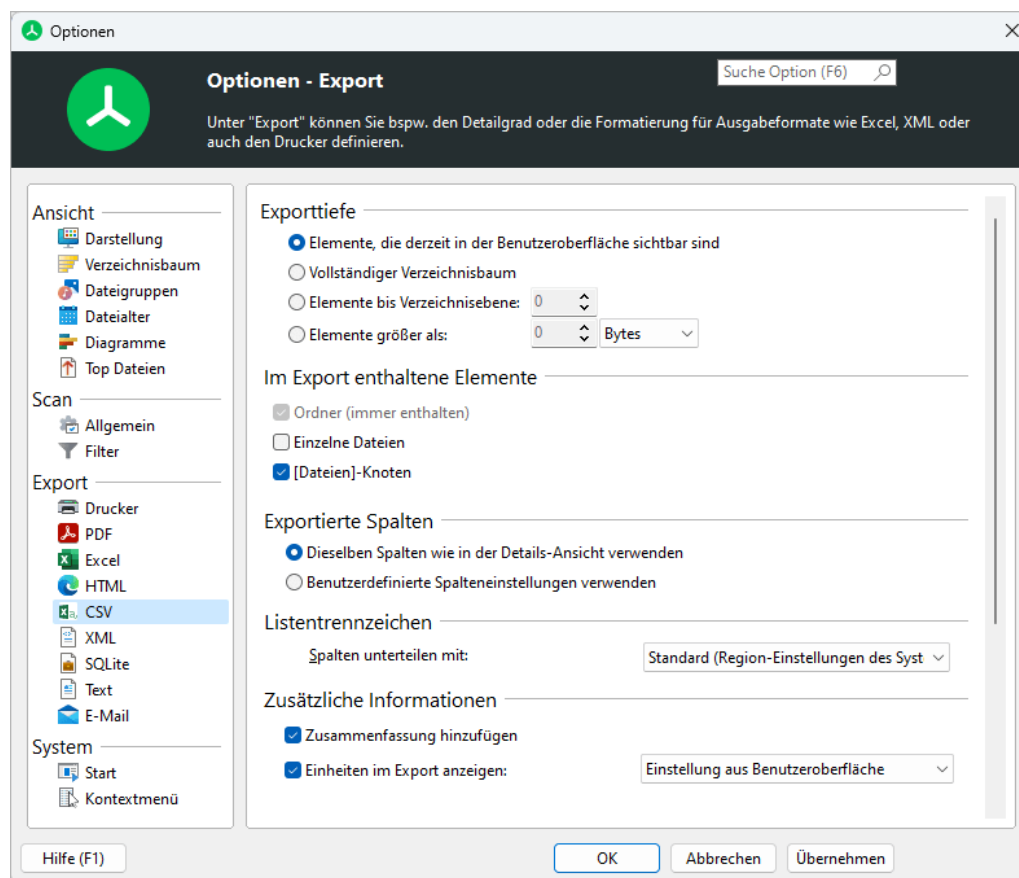 Optionen
Optionen - Export
Suche Option (F6)
Unter "Export" können Sie bspw. den Detailgrad oder die Formatierung für Ausgabeformate wie Excel, XML oder
auch den Drucker definieren.
Ansicht
Darstellung
Verzeichnisbaum
Dateigruppen
Dateialter
Diagramme
Top Dateien
Scan
Allgemein
Filter
Export
Drucker
PDF
Excel
HTML
CSV
XML
SQLite
Text
E-Mail
System
Start
Kontextmenü
Exporttiefe
Elemente, die derzeit in der Benutzeroberfläche sichtbar sind
Vollständiger Verzeichnisbaum
Elemente bis Verzeichnisebene: 0
Elemente größer als: 0 Bytes
Im Export enthaltene Elemente
Ordner (immer enthalten)
Einzelne Dateien
[Dateien]-Knoten
Exportierte Spalten
Dieselben Spalten wie in der Details-Ansicht verwenden
Benutzerdefinierte Spalteneinstellungen verwenden
Listentrennzeichen
Spalten unterteilen mit: Standard (Region-Einstellungen des Syst
Zusätzliche Informationen
Zusammenfassung hinzufügen
Einheiten im Export anzeigen: Einstellung aus Benutzeroberfläche
Hilfe (F1) OK Abbrechen Übernehmen